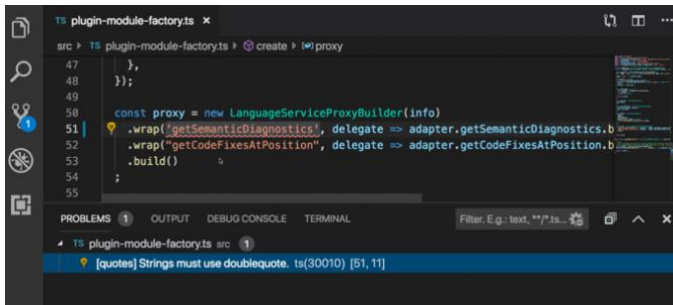 TS plugin-module-factory.ts ×
src TS plugin-module-factory.ts create proxy
47 },
48 });
49
50 const proxy = new LanguageServiceProxyBuilder(info)
51 .wrap('getSemanticDiagnostics', delegate => adapter.getSemanticDiagnostics.b
52 .wrap("getCodeFixesAtPosition", delegate => adapter.getCodeFixesAtPosition.b
53 .build()
54 ;
55
1
PROBLEMS 1 OUTPUT DEBUG CONSOLE TERMINAL Filter. E.g.: text, **/*.ts...
TS plugin-module-factory.ts src 1
[quotes] Strings must use doublequote. ts(30010) [51, 11]